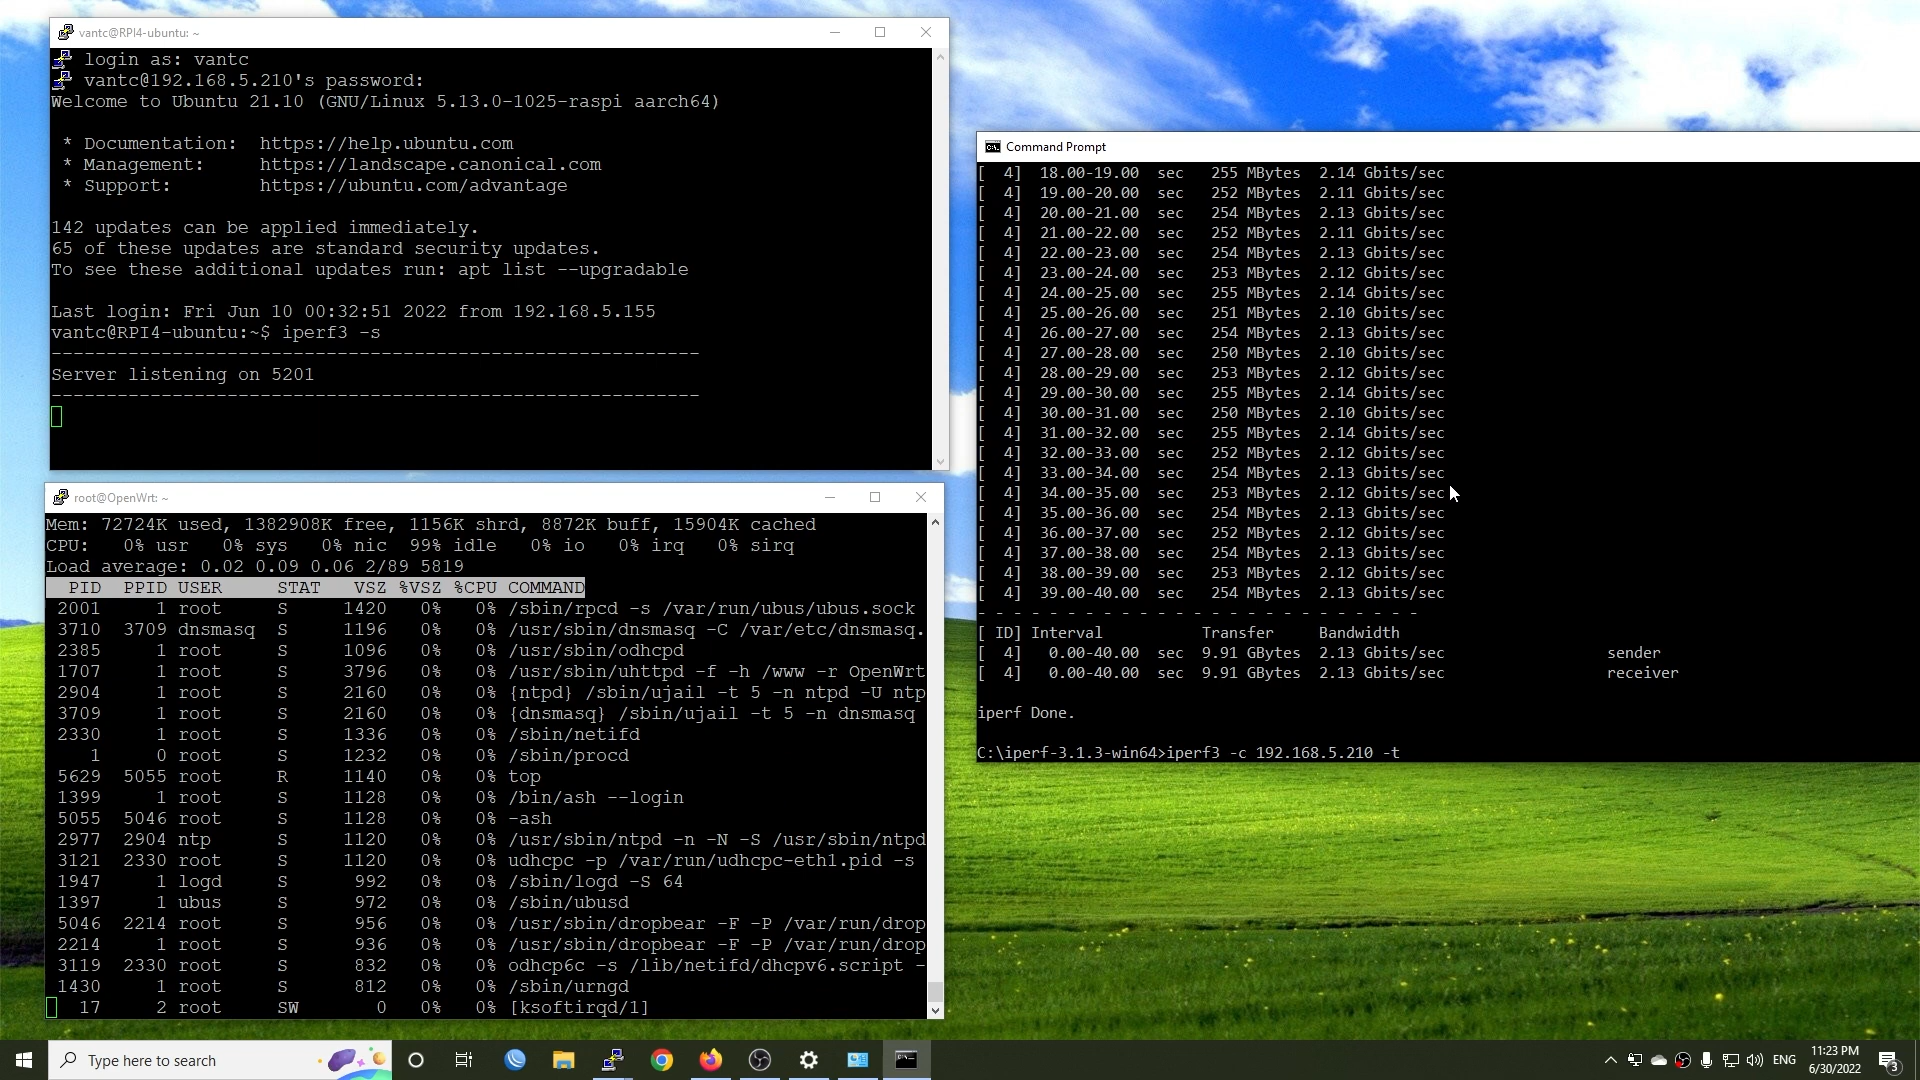 vantc@RPI4-ubuntu: ~
login as: vantc
vantc@192.168.5.210's password:
Welcome to Ubuntu 21.10 (GNU/Linux 5.13.0-1025-raspi aarch64)
* Documentation:  https://help.ubuntu.com
* Management:     https://landscape.canonical.com
* Support:        https://ubuntu.com/advantage
142 updates can be applied immediately.
65 of these updates are standard security updates.
To see these additional updates run: apt list --upgradable
Last login: Fri Jun 10 00:32:51 2022 from 192.168.5.155
vantc@RPI4-ubuntu:~$ iperf3 -s
-----------------------------------------------------------
Server listening on 5201
-----------------------------------------------------------
root@OpenWrt: ~
Mem: 72724K used, 1382908K free, 1156K shrd, 8872K buff, 15904K cached
CPU:   0% usr   0% sys   0% nic  99% idle   0% io   0% irq   0% sirq
Load average: 0.02 0.09 0.06 2/89 5819
PID  PPID USER     STAT   VSZ %VSZ %CPU COMMAND
2001     1 root     S     1420   0%   0% /sbin/rpcd -s /var/run/ubus/ubus.sock
3710  3709 dnsmasq  S     1196   0%   0% /usr/sbin/dnsmasq -C /var/etc/dnsmasq.
2385     1 root     S     1096   0%   0% /usr/sbin/odhcpd
1707     1 root     S     3796   0%   0% /usr/sbin/uhttpd -f -h /www -r OpenWrt
2904     1 root     S     2160   0%   0% {ntpd} /sbin/ujail -t 5 -n ntpd -U ntp
3709     1 root     S     2160   0%   0% {dnsmasq} /sbin/ujail -t 5 -n dnsmasq
2330     1 root     S     1336   0%   0% /sbin/netifd
1     0 root     S     1232   0%   0% /sbin/procd
5629  5055 root     R     1140   0%   0% top
1399     1 root     S     1128   0%   0% /bin/ash --login
5055  5046 root     S     1128   0%   0% -ash
2977  2904 ntp      S     1120   0%   0% /usr/sbin/ntpd -n -N -S /usr/sbin/ntpd
3121  2330 root     S     1120   0%   0% udhcpc -p /var/run/udhcpc-eth1.pid -s
1947     1 logd     S      992   0%   0% /sbin/logd -S 64
1397     1 ubus     S      972   0%   0% /sbin/ubusd
5046  2214 root     S      956   0%   0% /usr/sbin/dropbear -F -P /var/run/drop
2214     1 root     S      936   0%   0% /usr/sbin/dropbear -F -P /var/run/drop
3119  2330 root     S      832   0%   0% odhcp6c -s /lib/netifd/dhcpv6.script -
1430     1 root     S      812   0%   0% /sbin/urngd
17     2 root     SW       0   0%   0% [ksoftirqd/1]
Command Prompt
[  4]  18.00-19.00  sec   255 MBytes  2.14 Gbits/sec
[  4]  19.00-20.00  sec   252 MBytes  2.11 Gbits/sec
[  4]  20.00-21.00  sec   254 MBytes  2.13 Gbits/sec
[  4]  21.00-22.00  sec   252 MBytes  2.11 Gbits/sec
[  4]  22.00-23.00  sec   254 MBytes  2.13 Gbits/sec
[  4]  23.00-24.00  sec   253 MBytes  2.12 Gbits/sec
[  4]  24.00-25.00  sec   255 MBytes  2.14 Gbits/sec
[  4]  25.00-26.00  sec   251 MBytes  2.10 Gbits/sec
[  4]  26.00-27.00  sec   254 MBytes  2.13 Gbits/sec
[  4]  27.00-28.00  sec   250 MBytes  2.10 Gbits/sec
[  4]  28.00-29.00  sec   253 MBytes  2.12 Gbits/sec
[  4]  29.00-30.00  sec   255 MBytes  2.14 Gbits/sec
[  4]  30.00-31.00  sec   250 MBytes  2.10 Gbits/sec
[  4]  31.00-32.00  sec   255 MBytes  2.14 Gbits/sec
[  4]  32.00-33.00  sec   252 MBytes  2.12 Gbits/sec
[  4]  33.00-34.00  sec   254 MBytes  2.13 Gbits/sec
[  4]  34.00-35.00  sec   253 MBytes  2.12 Gbits/sec
[  4]  35.00-36.00  sec   254 MBytes  2.13 Gbits/sec
[  4]  36.00-37.00  sec   252 MBytes  2.12 Gbits/sec
[  4]  37.00-38.00  sec   254 MBytes  2.13 Gbits/sec
[  4]  38.00-39.00  sec   253 MBytes  2.12 Gbits/sec
[  4]  39.00-40.00  sec   254 MBytes  2.13 Gbits/sec
- - - - - - - - - - - - - - - - - - - - - - - - -
[ ID] Interval           Transfer     Bandwidth
[  4]   0.00-40.00  sec  9.91 GBytes  2.13 Gbits/sec                  sender
[  4]   0.00-40.00  sec  9.91 GBytes  2.13 Gbits/sec                  receiver
iperf Done.
C:\iperf-3.1.3-win64>iperf3 -c 192.168.5.210 -t
Type here to search
ENG
11:23 PM
6/30/2022
3